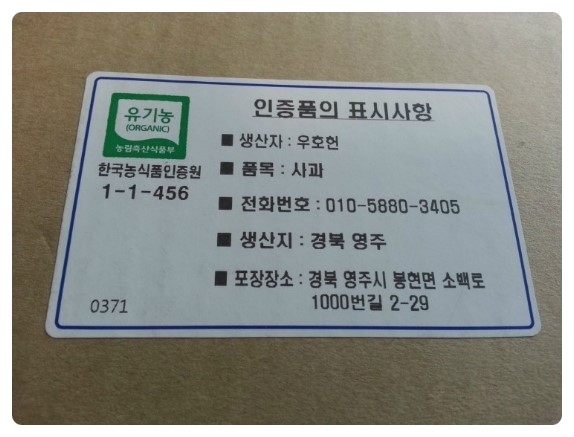 유기농
(ORGANIC)
농림축산식품부
한국농식품인증원
1-1-456
인증품의 표시사항
■ 생산자 : 우호헌
■ 품목 : 사과
■ 전화번호 : 010-5880-3405
■ 생산지 : 경북 영주
■ 포장장소 : 경북 영주시 봉현면 소백로
1000번길 2-29
0371